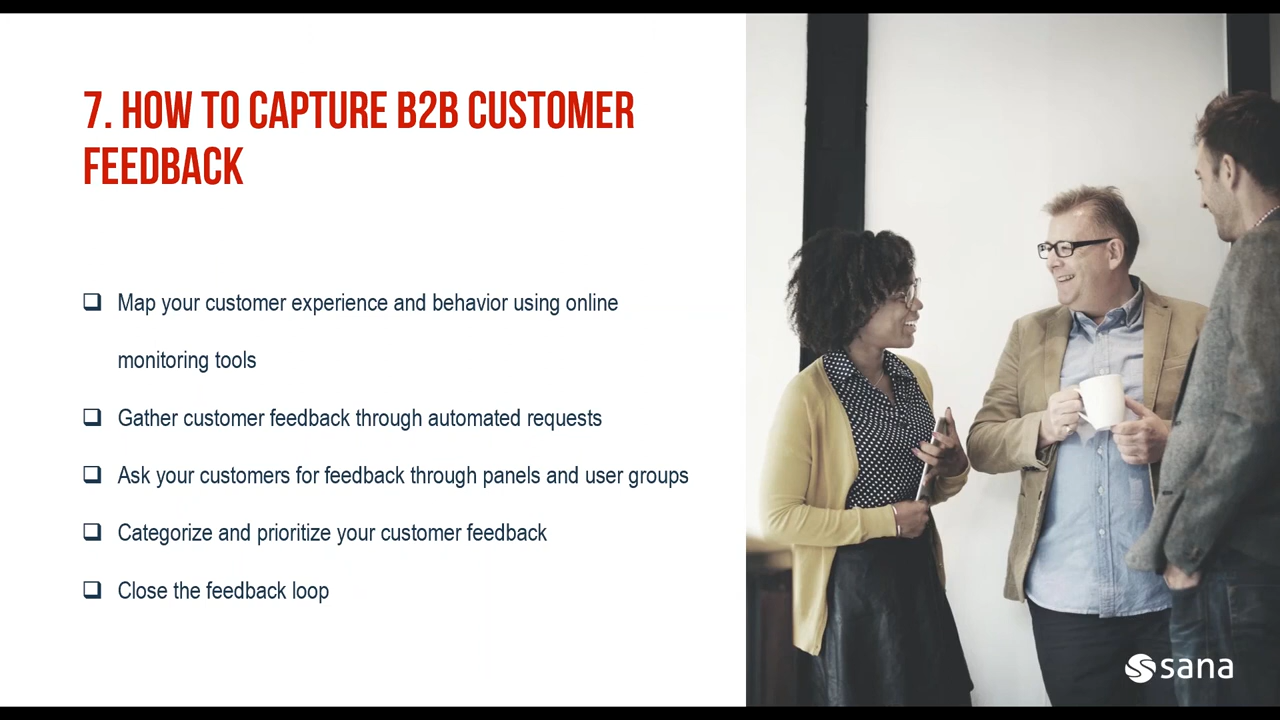 7. HOW TO CAPTURE B2B CUSTOMER
FEEDBACK
Map your customer experience and behavior using online
monitoring tools
Gather customer feedback through automated requests
Ask your customers for feedback through panels and user groups
Categorize and prioritize your customer feedback
Close the feedback loop
sana